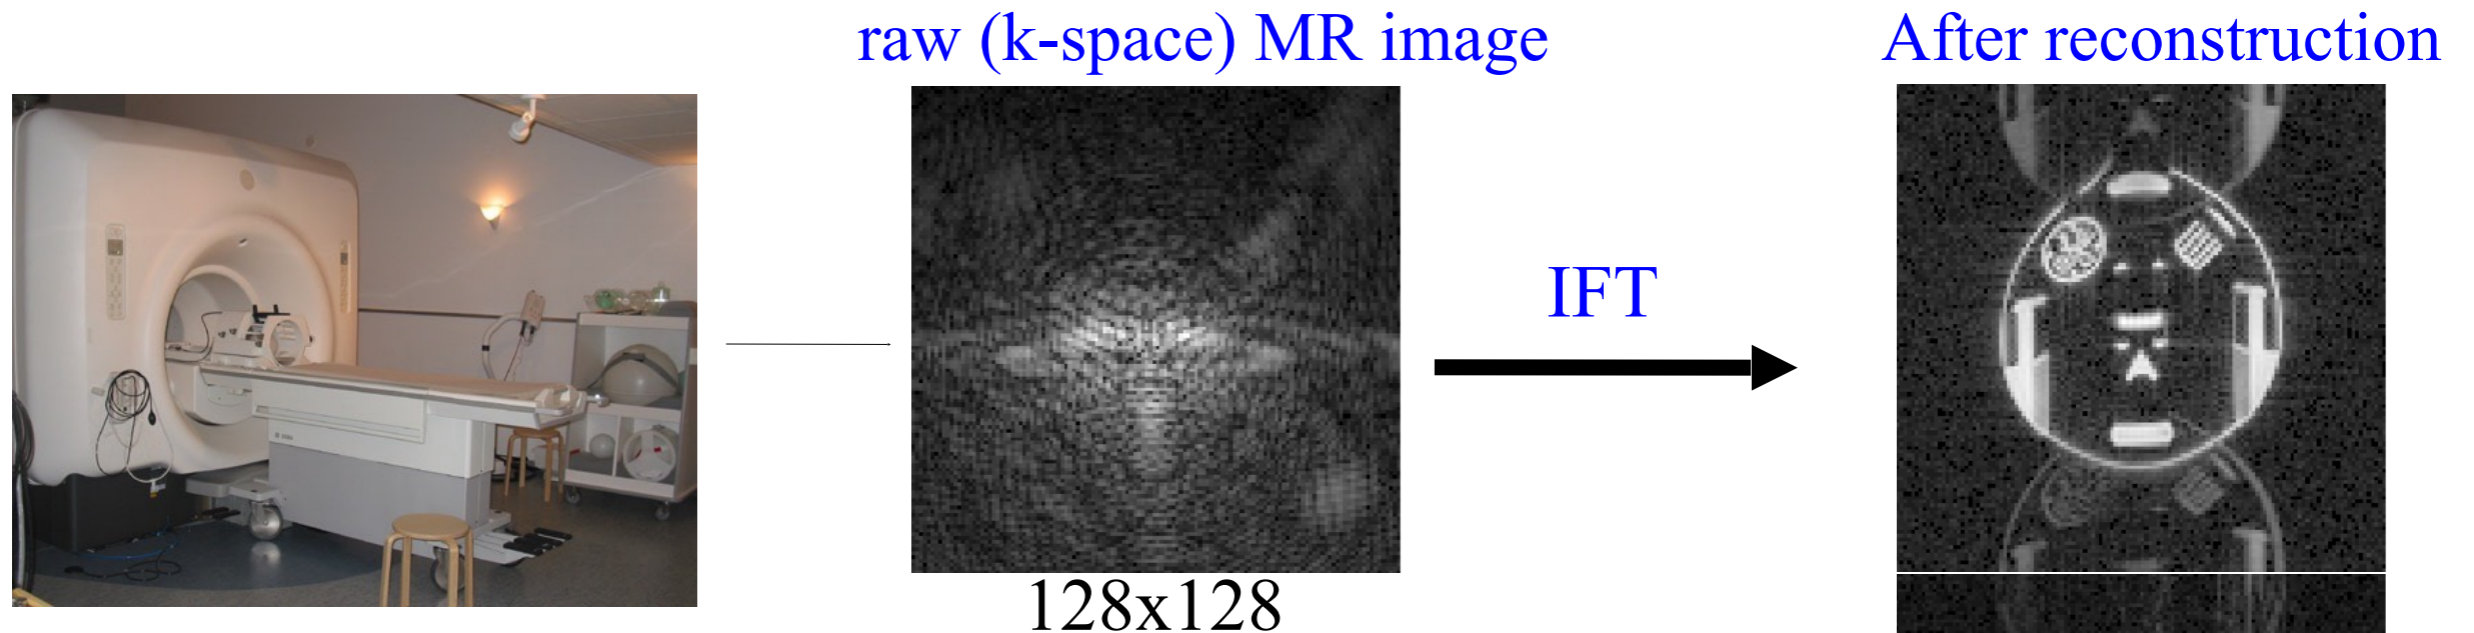 raw (k-space) MR image
After reconstruction
IFT
128x128